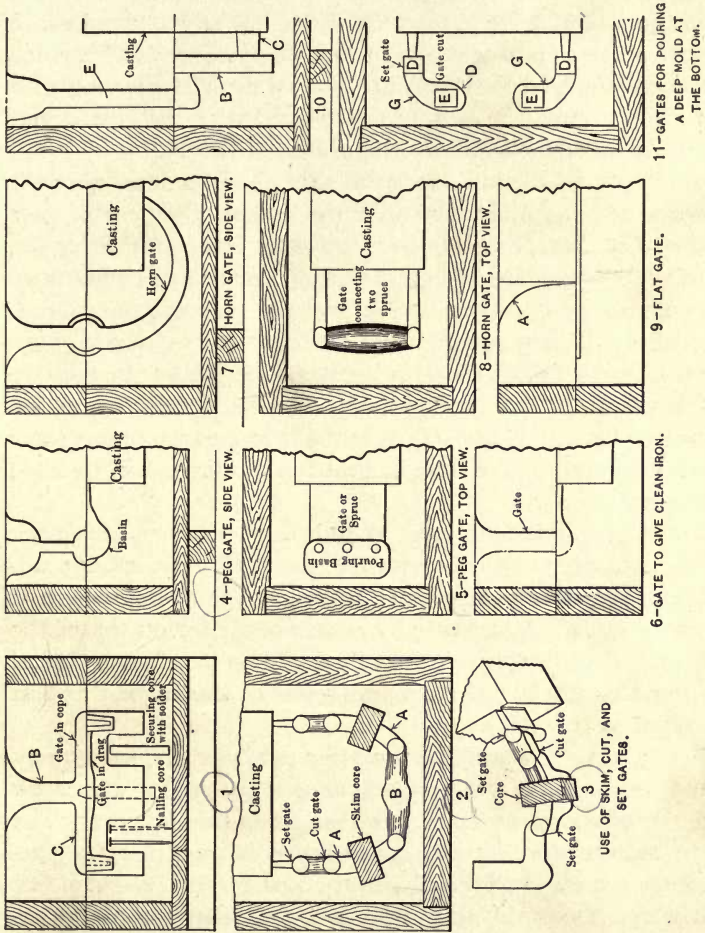 B
Gate in cope
C
Gate in drag
Securing core
with solder
Nailing core
1
Casting
Set gate
Cut gate
A
Skim core
A
B
2
Set gate
Cut gate
Core
Set gate
3
USE OF SKIM, CUT, AND
SET GATES.
Casting
Basin
4-PEG GATE, SIDE VIEW.
Gate or
Sprue
Pouring Basin
5-PEG GATE, TOP VIEW.
Gate
6-GATE TO GIVE CLEAN IRON.
Casting
Horn gate
7
HORN GATE, SIDE VIEW.
Casting
Gate
connecting
two
sprues
8-HORN GATE, TOP VIEW.
A
9-FLAT GATE.
E
Casting
B
C
10
Set gate
Gate cut
G
D
D
E
D
G
E
D
11-GATES FOR POURING
A DEEP MOLD AT
THE BOTTOM.